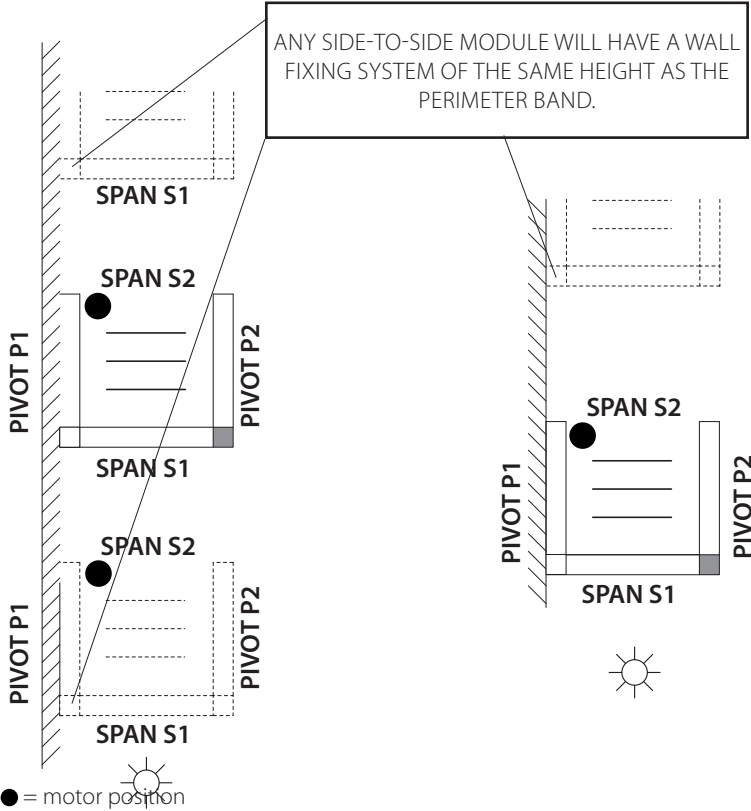 ANY SIDE-TO-SIDE MODULE WILL HAVE A WALL
FIXING SYSTEM OF THE SAME HEIGHT AS THE
PERIMETER BAND.
SPAN S1
SPAN S2
PIVOT P1
PIVOT P2
SPAN S1
SPAN S2
PIVOT P1
PIVOT P2
SPAN S1
SPAN S2
PIVOT P1
PIVOT P2
SPAN S1
= motor position